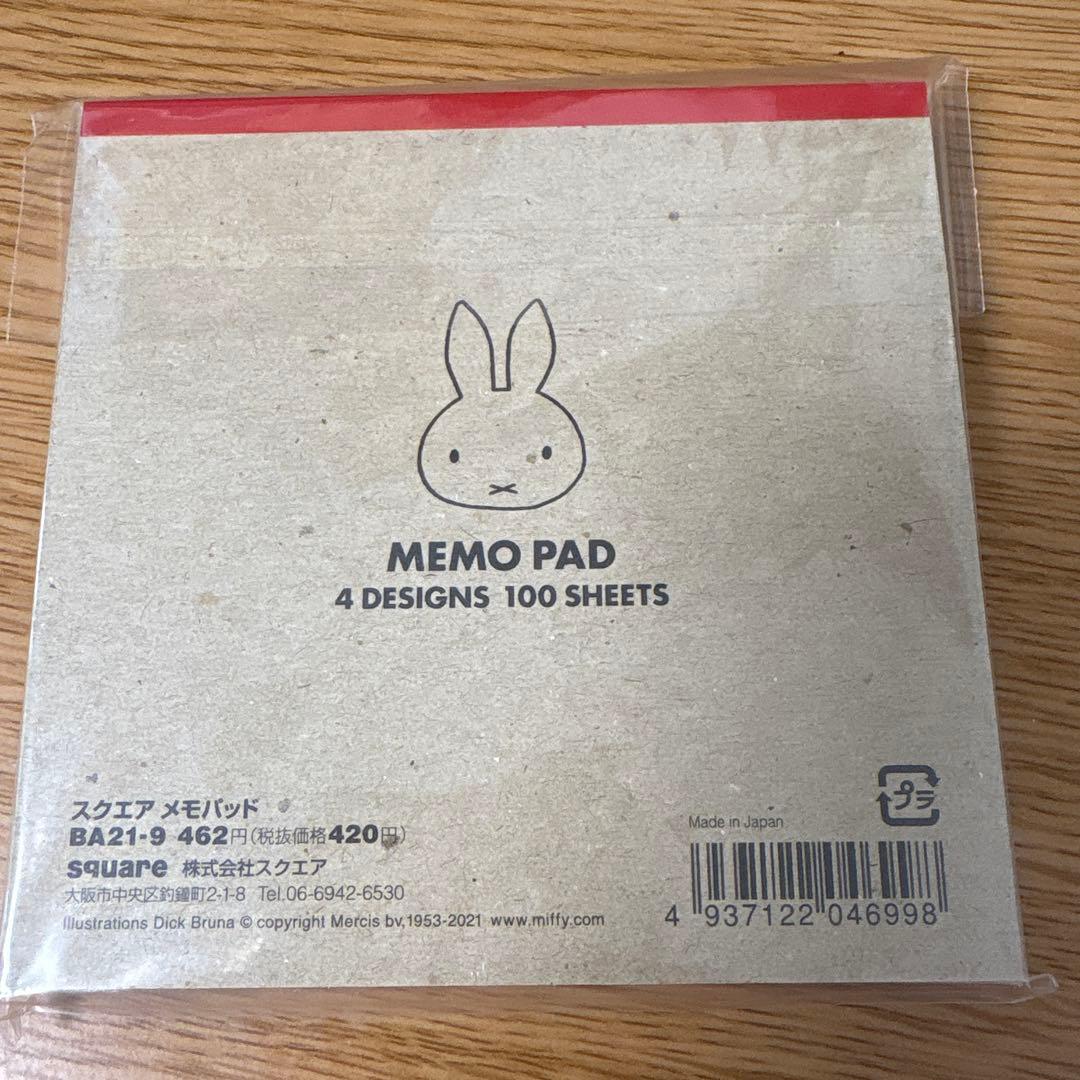 MEMO PAD
4 DESIGNS 100 SHEETS
スクエア メモパッド
BA21-9 462円(税抜価格420円)
square 株式会社スクエア
大阪市中央区釣鐘町2-1-8 Tel.06-6942-6530
Illustrations Dick Bruna © copyright Mercis bv,1953-2021 www.miffy.com
プラ
Made in Japan
4 937122 046998